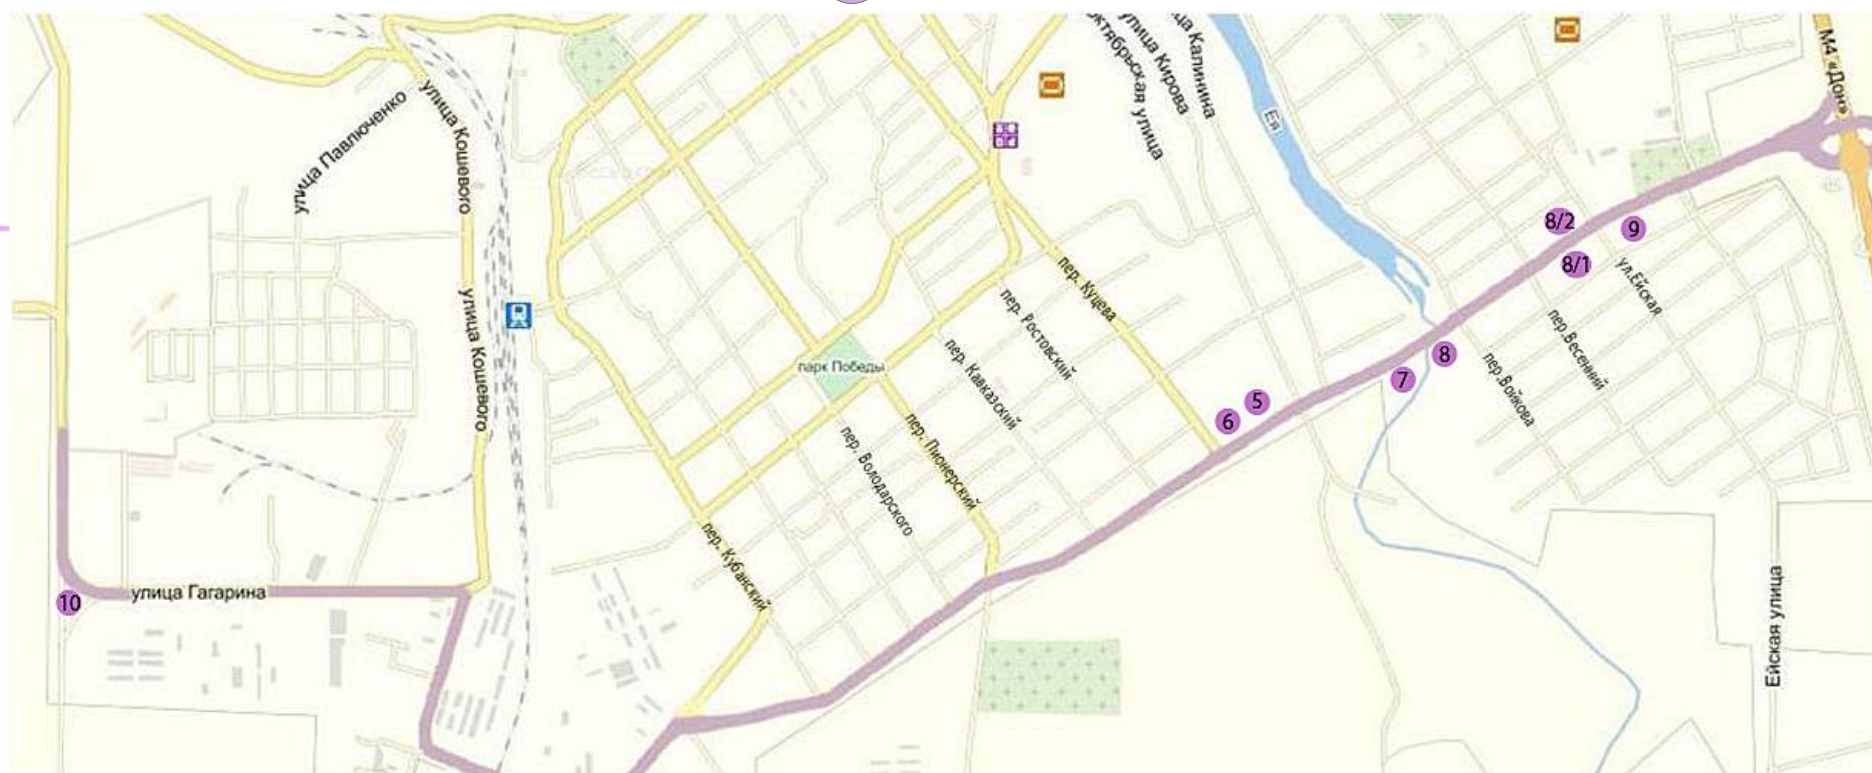 октябрьская улица
улица Кирова
ца Калинина
М4 «Дон»
улица Кошевого
улица Павлюченко
Ея
8/2
9
8/1
ул.Ейская
пер. Куцева
улица Кошевого
пер. Ростовский
пер.Весенний
пер. Кавказский
8
пер.Войкова
парк Победы
7
5
6
пер. Пионерский
пер. Володарского
пер. Кубанский
10
улица Гагарина
Ейская улица